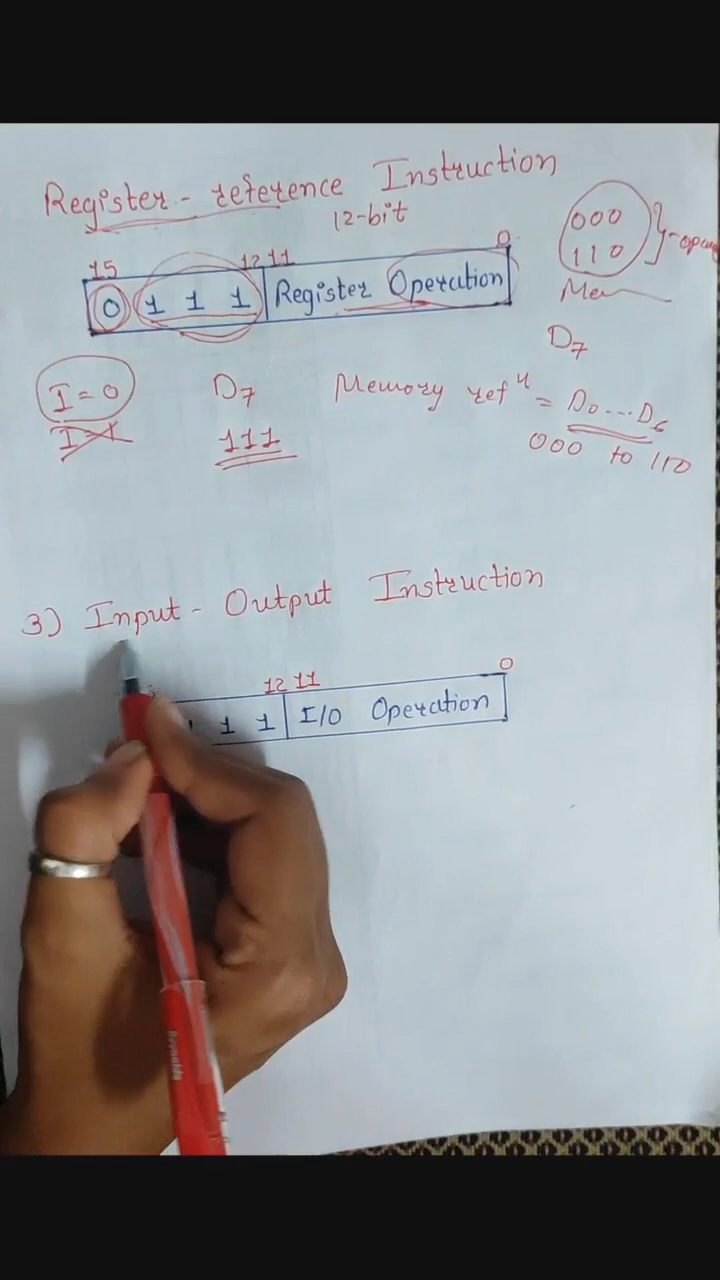 Register - reference Instruction
12-bit
000
110
15 12 11 0
0 1 1 1 Register Operation
D7
I = 0 D7 Memory ref = D0...D6
I 111 000 to 110
3) Input - Output Instruction
12 11 0
1 1 I/O Operation
Reynolds